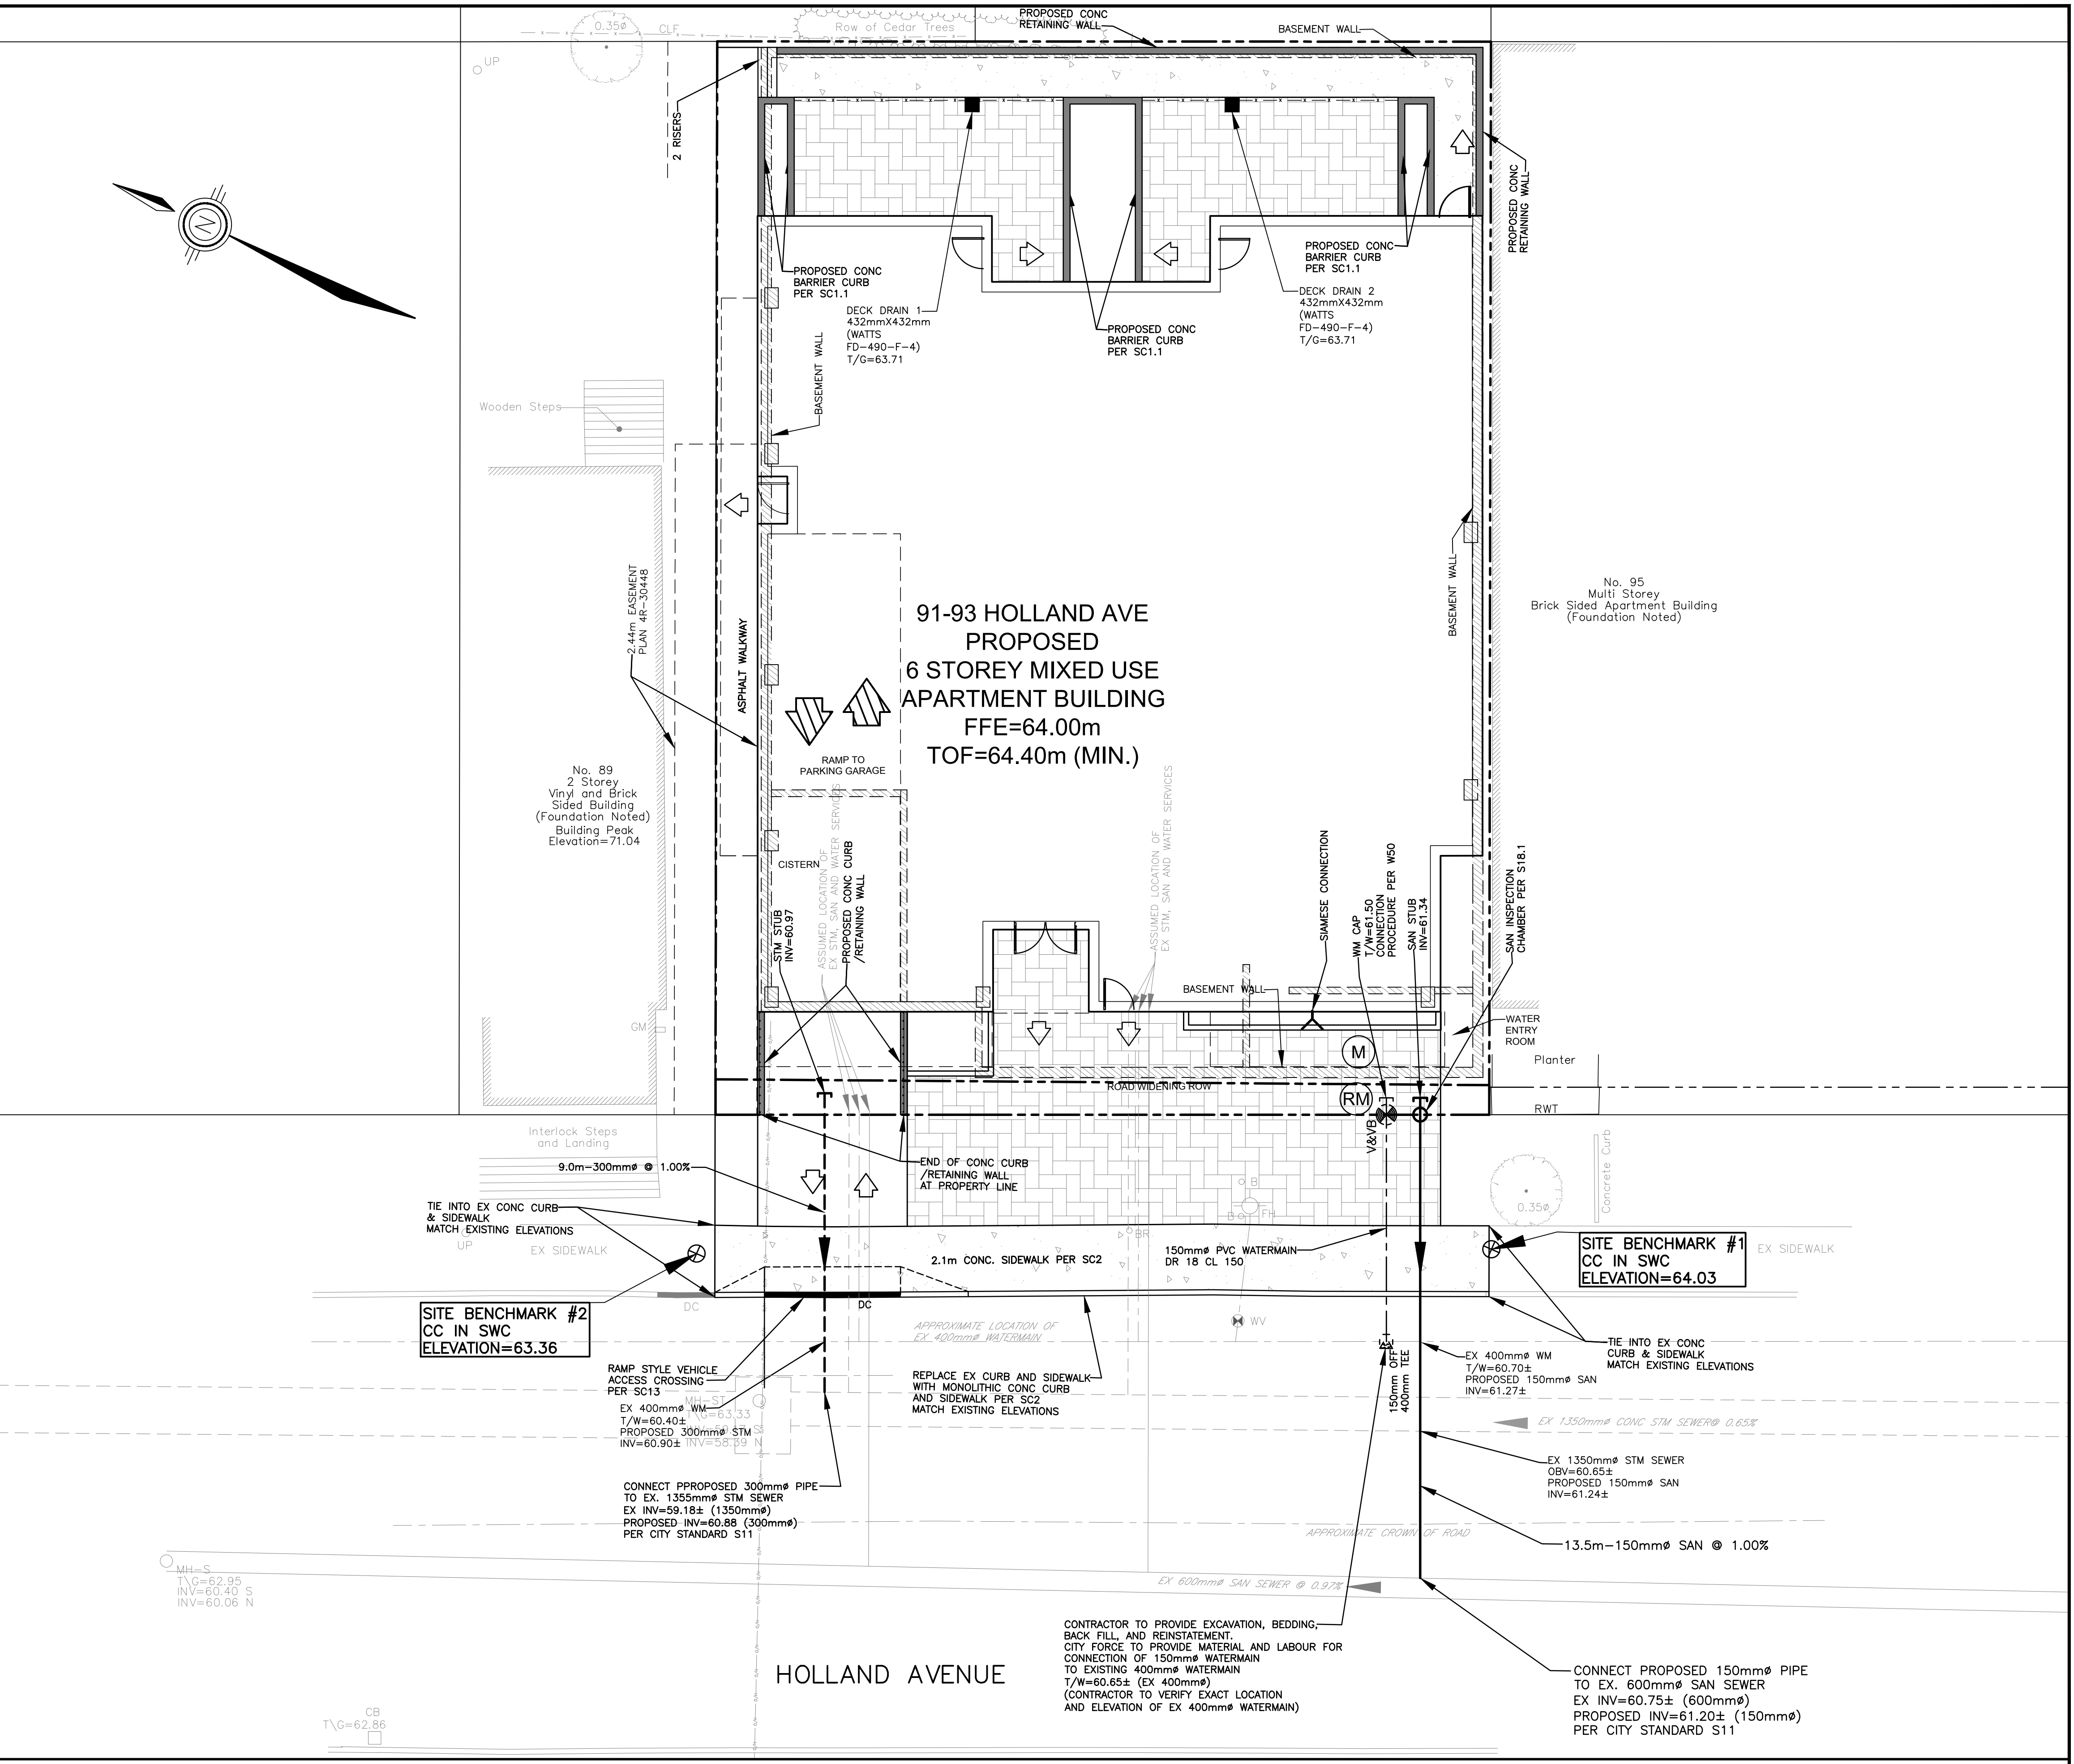 PROPOSED CONC
RETAINING WALL
BASEMENT WALL
0.35ø
CLF
Row of Cedar Trees
UP
2 RISERS
N
PROPOSED CONC
RETAINING WALL
PROPOSED CONC
BARRIER CURB
PER SC1.1
DECK DRAIN 1
432mmX432mm
(WATTS
FD-490-F-4)
T/G=63.71
PROPOSED CONC
BARRIER CURB
PER SC1.1
PROPOSED CONC
BARRIER CURB
PER SC1.1
DECK DRAIN 2
432mmX432mm
(WATTS
FD-490-F-4)
T/G=63.71
BASEMENT WALL
Wooden Steps
2.44m EASEMENT
PLAN 4R-30448
ASPHALT WALKWAY
BASEMENT WALL
No. 95
Multi Storey
Brick Sided Apartment Building
(Foundation Noted)
91-93 HOLLAND AVE
PROPOSED
6 STOREY MIXED USE
APARTMENT BUILDING
FFE=64.00m
TOF=64.40m (MIN.)
RAMP TO
PARKING GARAGE
No. 89
2 Storey
Vinyl and Brick
Sided Building
(Foundation Noted)
Building Peak
Elevation=71.04
CISTERN
STM STUB
INV=60.97
ASSUMED LOCATION OF
EX STM, SAN AND WATER SERVICES
PROPOSED CONC CURB
/RETAINING WALL
ASSUMED LOCATION OF
EX STM, SAN AND WATER SERVICES
SIAMESE CONNECTION
WM CAP
T/W=61.50
CONNECTION
PROCEDURE PER W50
SAN STUB
INV=61.34
SAN INSPECTION
CHAMBER PER S18.1
BASEMENT WALL
WATER
ENTRY
ROOM
GM
M
Planter
ROAD WIDENING ROW
RM
RWT
V&VB
Interlock Steps
and Landing
9.0m-300mmø @ 1.00%
END OF CONC CURB
/RETAINING WALL
AT PROPERTY LINE
B
B
FH
Concrete Curb
0.35ø
TIE INTO EX CONC CURB
& SIDEWALK
MATCH EXISTING ELEVATIONS
UP
EX SIDEWALK
BR
2.1m CONC. SIDEWALK PER SC2
150mmø PVC WATERMAIN
DR 18 CL 150
SITE BENCHMARK #1
CC IN SWC
ELEVATION=64.03
EX SIDEWALK
SITE BENCHMARK #2
CC IN SWC
ELEVATION=63.36
DC
DC
APPROXIMATE LOCATION OF
EX 400mmø WATERMAIN
WV
TIE INTO EX CONC
CURB & SIDEWALK
MATCH EXISTING ELEVATIONS
RAMP STYLE VEHICLE
ACCESS CROSSING
PER SC13
REPLACE EX CURB AND SIDEWALK
WITH MONOLITHIC CONC CURB
AND SIDEWALK PER SC2
MATCH EXISTING ELEVATIONS
150mm OFF
400mm TEE
EX 400mmø WM
T/W=60.70±
PROPOSED 150mmø SAN
INV=61.27±
EX 400mmø WM
T/W=60.40±
PROPOSED 300mmø STM
INV=60.90±
MH-ST
T\G=63.33
INV=58.39 N
EX 1350mmø CONC STM SEWER@ 0.65%
EX 1350mmø STM SEWER
OBV=60.65±
PROPOSED 150mmø SAN
INV=61.24±
CONNECT PPROPOSED 300mmø PIPE
TO EX. 1355mmø STM SEWER
EX INV=59.18± (1350mmø)
PROPOSED INV=60.88 (300mmø)
PER CITY STANDARD S11
APPROXIMATE CROWN OF ROAD
13.5m-150mmø SAN @ 1.00%
MH-S
T\G=62.95
INV=60.40 S
INV=60.06 N
EX 600mmø SAN SEWER @ 0.97%
CONTRACTOR TO PROVIDE EXCAVATION, BEDDING,
BACK FILL, AND REINSTATEMENT.
CITY FORCE TO PROVIDE MATERIAL AND LABOUR FOR
CONNECTION OF 150mmø WATERMAIN
TO EXISTING 400mmø WATERMAIN
T/W=60.65± (EX 400mmø)
(CONTRACTOR TO VERIFY EXACT LOCATION
AND ELEVATION OF EX 400mmø WATERMAIN)
HOLLAND AVENUE
CONNECT PROPOSED 150mmø PIPE
TO EX. 600mmø SAN SEWER
EX INV=60.75± (600mmø)
PROPOSED INV=61.20± (150mmø)
PER CITY STANDARD S11
CB
T\G=62.86